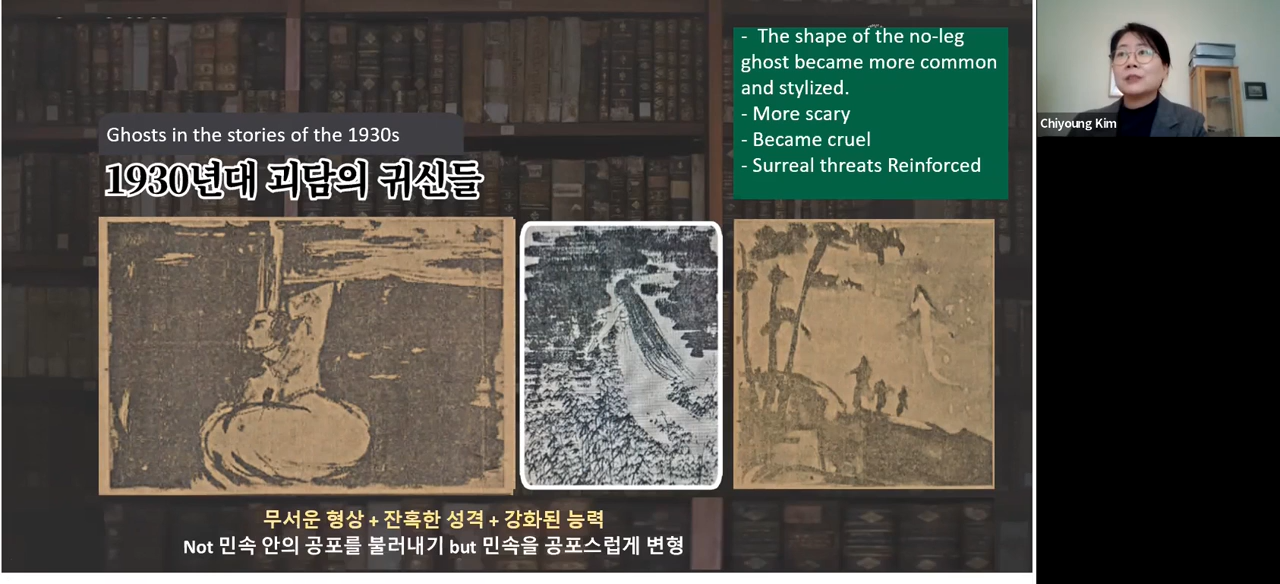 Ghosts in the stories of the 1930s
1930년대 괴담의 귀신들
-  The shape of the no-leg
ghost became more common
and stylized.
- More scary
- Became cruel
- Surreal threats Reinforced
무서운 형상 + 잔혹한 성격 + 강화된 능력
Not 민속 안의 공포를 불러내기 but 민속을 공포스럽게 변형
Chiyoung Kim